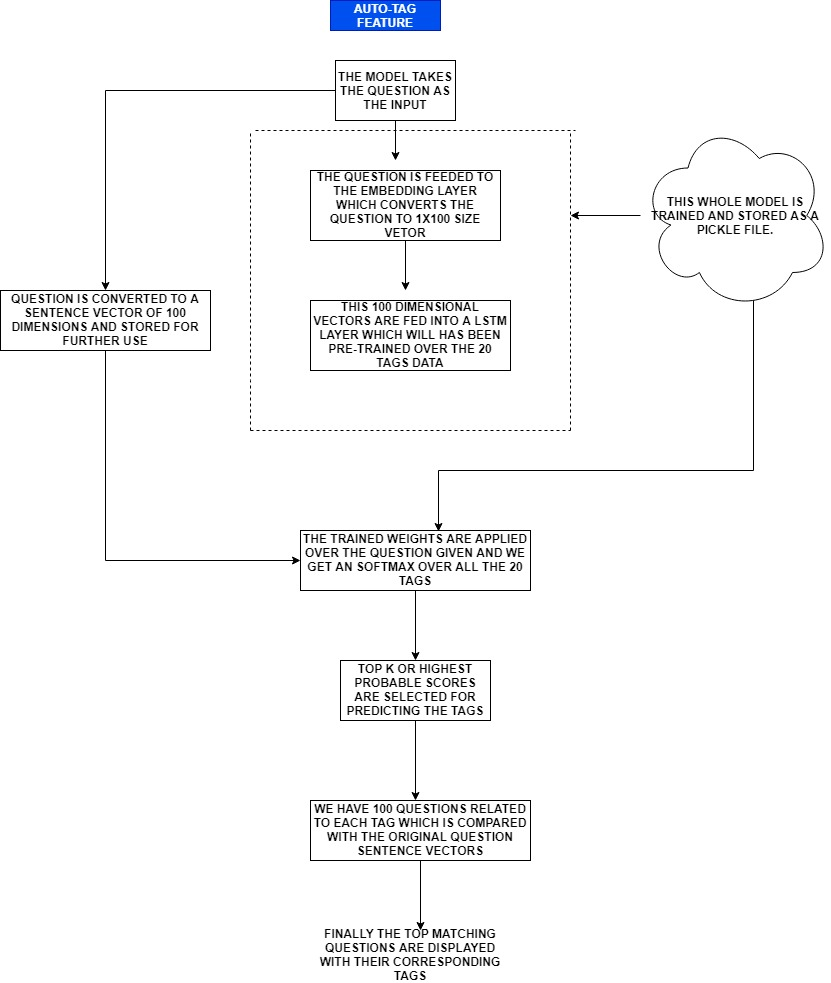 AUTO-TAG
FEATURE
THE MODEL TAKES
THE QUESTION AS
THE INPUT
THE QUESTION IS FEEDED TO
THE EMBEDDING LAYER
WHICH CONVERTS THE
QUESTION TO 1X100 SIZE
VETOR
THIS WHOLE MODEL IS
TRAINED AND STORED AS A
PICKLE FILE.
QUESTION IS CONVERTED TO A
SENTENCE VECTOR OF 100
DIMENSIONS AND STORED FOR
FURTHER USE
THIS 100 DIMENSIONAL
VECTORS ARE FED INTO A LSTM
LAYER WHICH WILL HAS BEEN
PRE-TRAINED OVER THE 20
TAGS DATA
THE TRAINED WEIGHTS ARE APPLIED
OVER THE QUESTION GIVEN AND WE
GET AN SOFTMAX OVER ALL THE 20
TAGS
TOP K OR HIGHEST
PROBABLE SCORES
ARE SELECTED FOR
PREDICTING THE TAGS
WE HAVE 100 QUESTIONS RELATED
TO EACH TAG WHICH IS COMPARED
WITH THE ORIGINAL QUESTION
SENTENCE VECTORS
FINALLY THE TOP MATCHING
QUESTIONS ARE DISPLAYED
WITH THEIR CORRESPONDING
TAGS